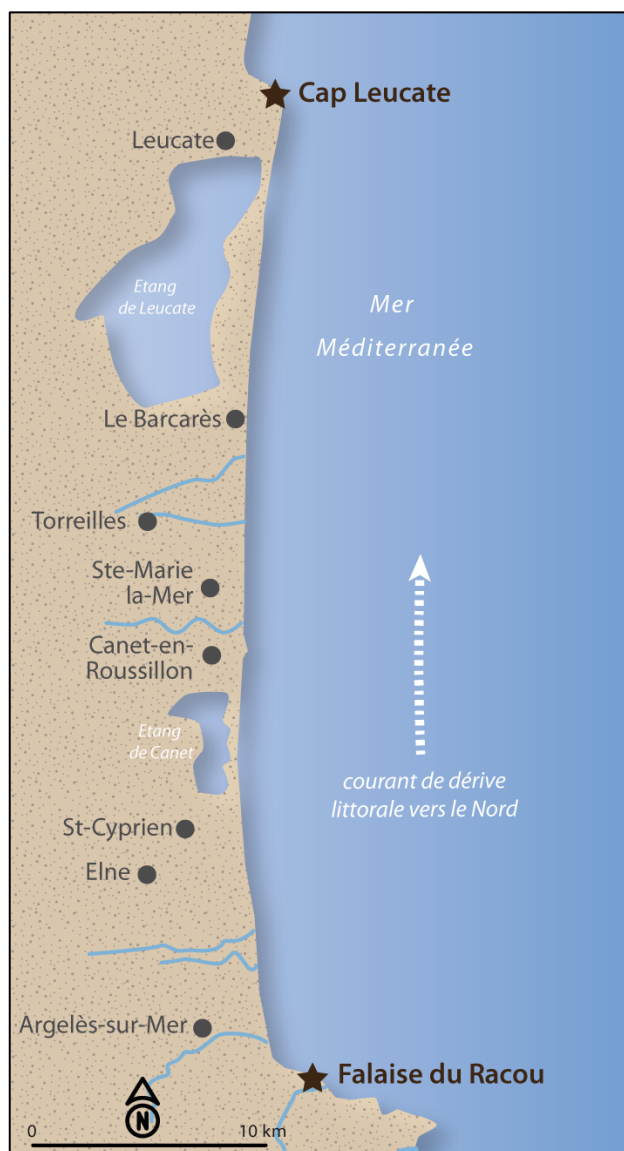 Cap Leucate
Leucate
Etang
de Leucate
Mer
Méditerranée
Le Barcarès
Torreilles
Ste-Marie
la-Mer
Canet-en-
Roussillon
Etang
de Canet
courant de dérive
littorale vers le Nord
St-Cyprien
Elne
Argelès-sur-Mer
Falaise du Racou
N
0
10 km